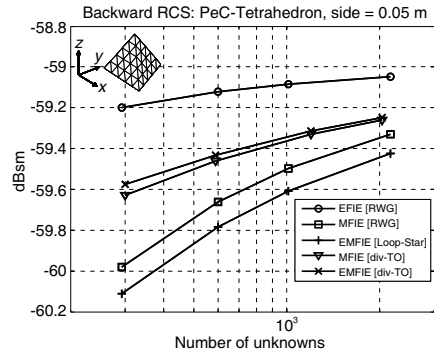 Backward RCS: PeC-Tetrahedron, side = 0.05 m
-58.8
-59
-59.2
-59.4
-59.6
-59.8
-60
-60.2
dBsm
z
y
x
EFIE [RWG]
MFIE [RWG]
EMFIE [Loop-Star]
MFIE [div-TO]
EMFIE [div-TO]
10³
Number of unknowns